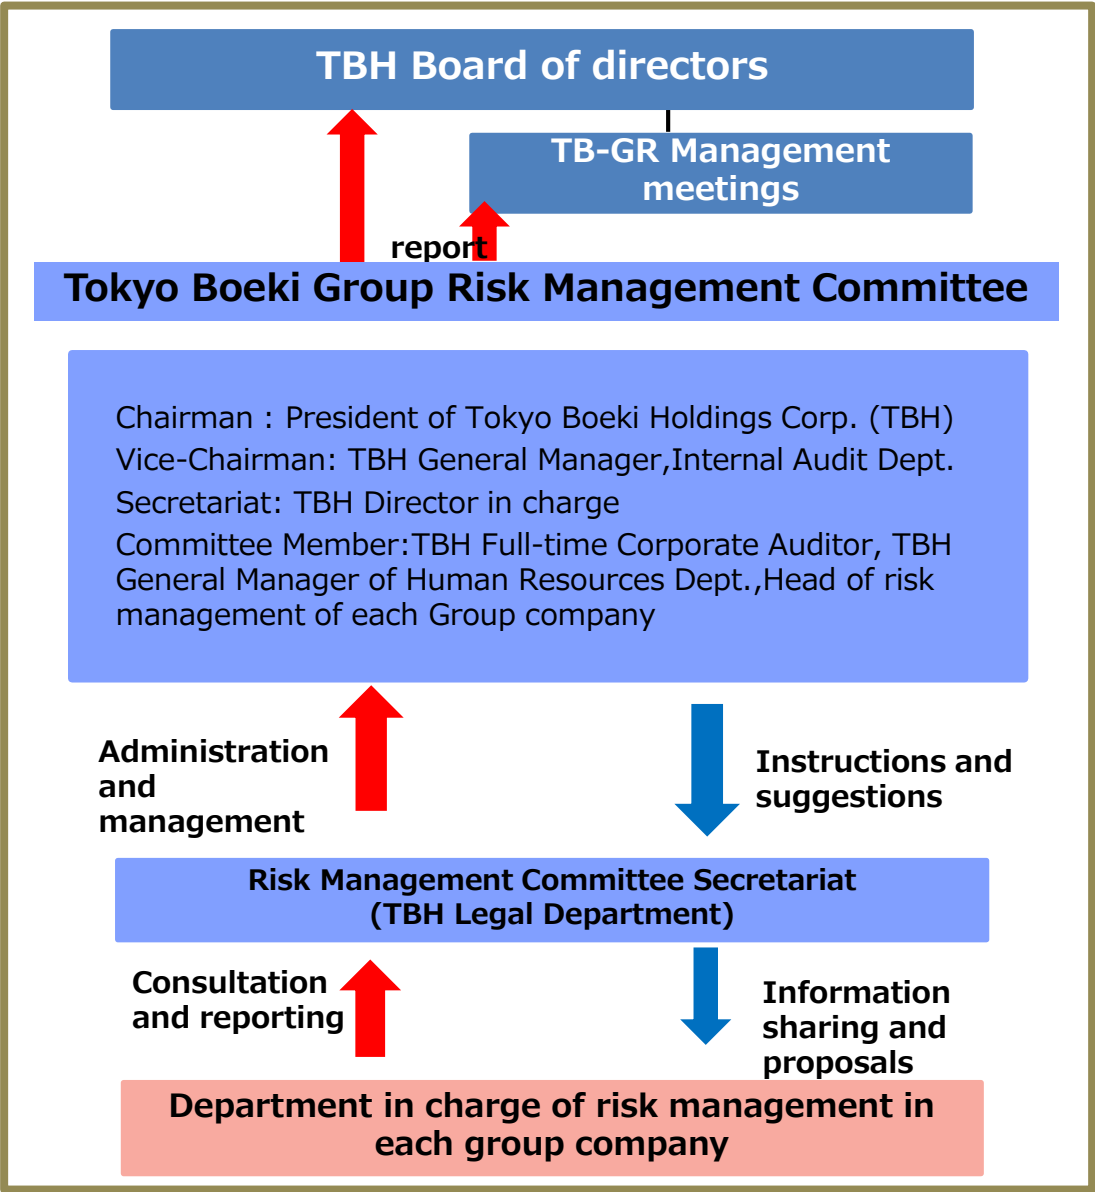 TBH Board of directors
TB-GR Management
meetings
report
Tokyo Boeki Group Risk Management Committee
Chairman : President of Tokyo Boeki Holdings Corp. (TBH)
Vice-Chairman: TBH General Manager,Internal Audit Dept.
Secretariat: TBH Director in charge
Committee Member:TBH Full-time Corporate Auditor, TBH
General Manager of Human Resources Dept.,Head of risk
management of each Group company
Administration
and
management
Instructions and
suggestions
Risk Management Committee Secretariat
(TBH Legal Department)
Consultation
and reporting
Information
sharing and
proposals
Department in charge of risk management in
each group company